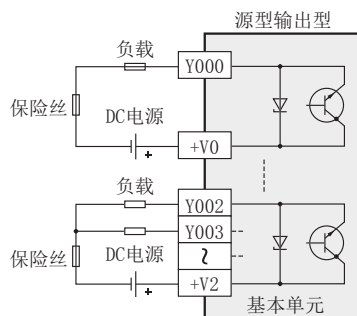 源型输出型
负载
Y000
保险丝
DC电源
+V0
+
负载
Y002
Y003
~
保险丝
DC电源
+V2
+
基本单元